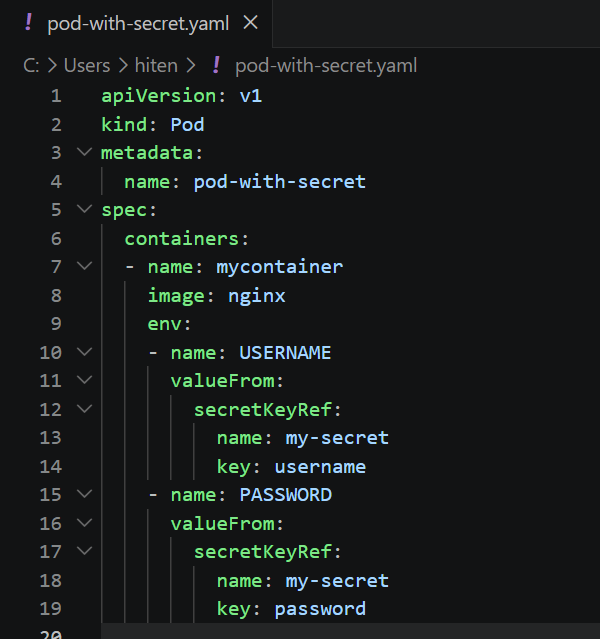 ! pod-with-secret.yaml ×
C: > Users > hiten > ! pod-with-secret.yaml
1 apiVersion: v1
2 kind: Pod
3 metadata:
4 name: pod-with-secret
5 spec:
6 containers:
7 - name: mycontainer
8 image: nginx
9 env:
10 - name: USERNAME
11 valueFrom:
12 secretKeyRef:
13 name: my-secret
14 key: username
15 - name: PASSWORD
16 valueFrom:
17 secretKeyRef:
18 name: my-secret
19 key: password
20